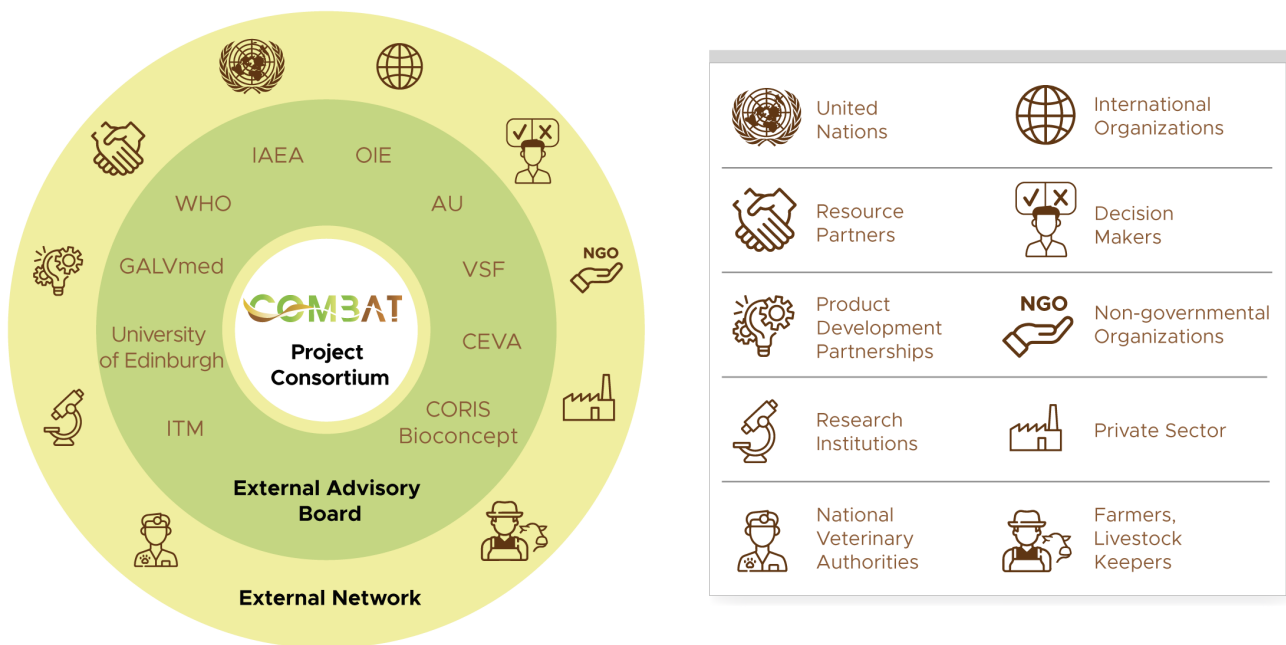 IAEA
OIE
WHO
AU
GALVmed
VSF
University
of Edinburgh
CEVA
ITM
CORIS
Bioconcept
COMBAT
Project
Consortium
External Advisory
Board
External Network
NGO
United
Nations
International
Organizations
Resource
Partners
Decision
Makers
Product
Development
Partnerships
NGO
Non-governmental
Organizations
Research
Institutions
Private Sector
National
Veterinary
Authorities
Farmers,
Livestock
Keepers